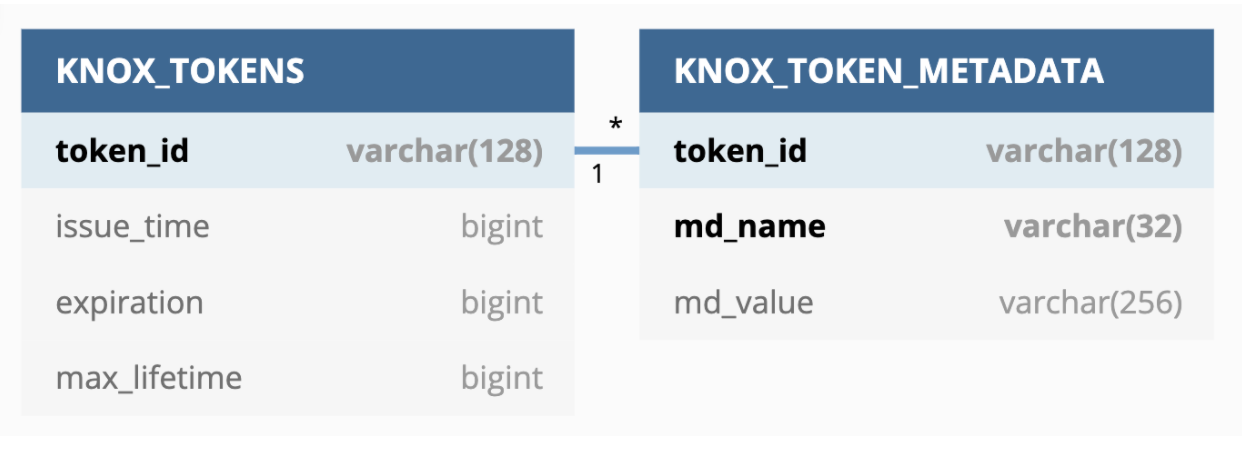 KNOX_TOKENS
token_id varchar(128)
issue_time bigint
expiration bigint
max_lifetime bigint
*
1
KNOX_TOKEN_METADATA
token_id varchar(128)
md_name varchar(32)
md_value varchar(256)